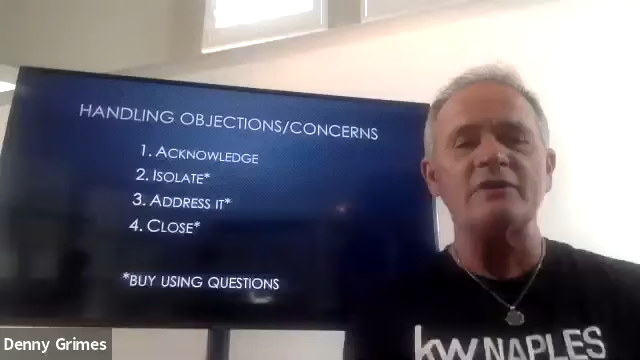 HANDLING OBJECTIONS/CONCERNS
1. ACKNOWLEDGE
2. ISOLATE*
3. ADDRESS IT*
4. CLOSE*
*BUY USING QUESTIONS
kw NAPLES
Denny Grimes